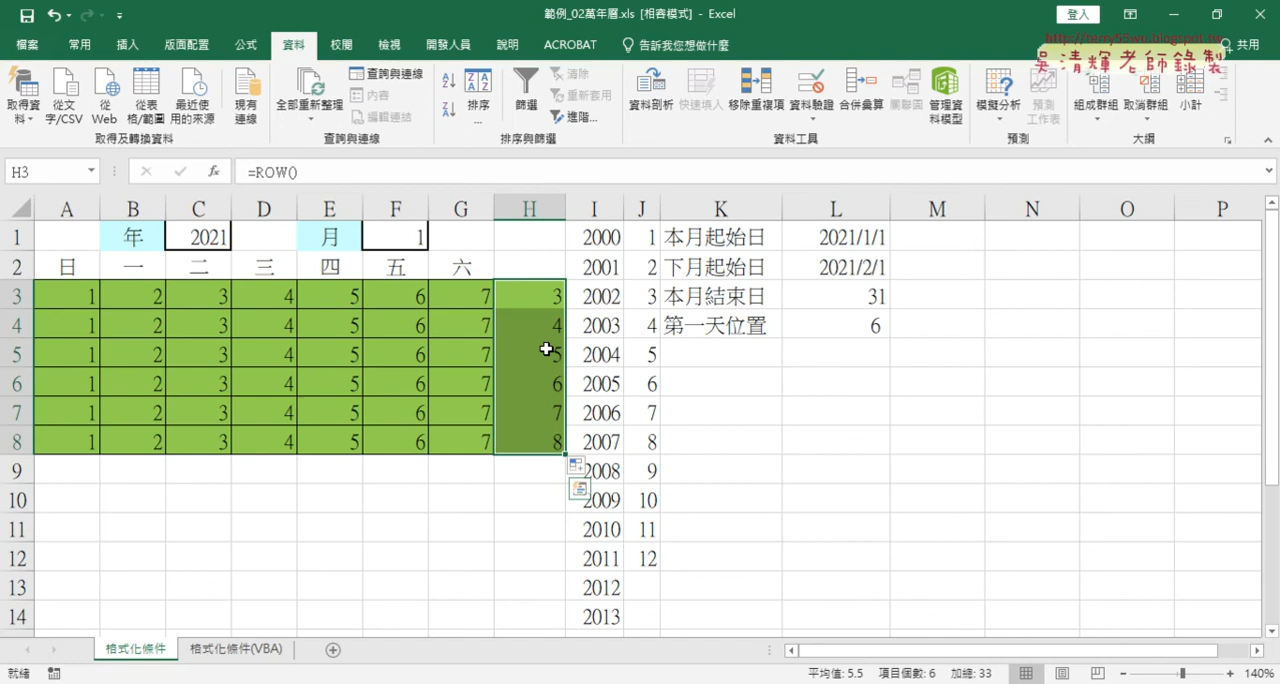 範例_02萬年曆.xls [相容模式] - Excel
登入
檔案 常用 插入 版面配置 公式 資料 校閱 檢視 開發人員 說明 ACROBAT 告訴我您想做什麼 共用
http://terry55wu.blogspot.tw
吳清輝老師錄製
取得資料 從文字/CSV 從Web 從表格/範圍 最近使用的來源 現有連線 全部重新整理 查詢與連線 內容 編輯連結 排序 篩選 清除 重新套用 進階... 資料剖析 快速填入 移除重複項 資料驗證 合併彙算 關聯圖 管理資料模型 模擬分析 預測工作表 組成群組 取消群組 小計
取得及轉換資料 查詢與連線 排序與篩選 資料工具 預測 大綱
H3 fx =ROW()
A B C D E F G H I J K L M N O P
1 年 2021 月 1 2000 1 本月起始日 2021/1/1
2 日 一 二 三 四 五 六 2001 2 下月起始日 2021/2/1
3 1 2 3 4 5 6 7 3 2002 3 本月結束日 31
4 1 2 3 4 5 6 7 4 2003 4 第一天位置 6
5 1 2 3 4 5 6 7 5 2004 5
6 1 2 3 4 5 6 7 6 2005 6
7 1 2 3 4 5 6 7 7 2006 7
8 1 2 3 4 5 6 7 8 2007 8
9 2008 9
10 2009 10
11 2010 11
12 2011 12
13 2012
14 2013
格式化條件 格式化條件(VBA)
就緒 平均值: 5.5 項目個數: 6 加總: 33 140%